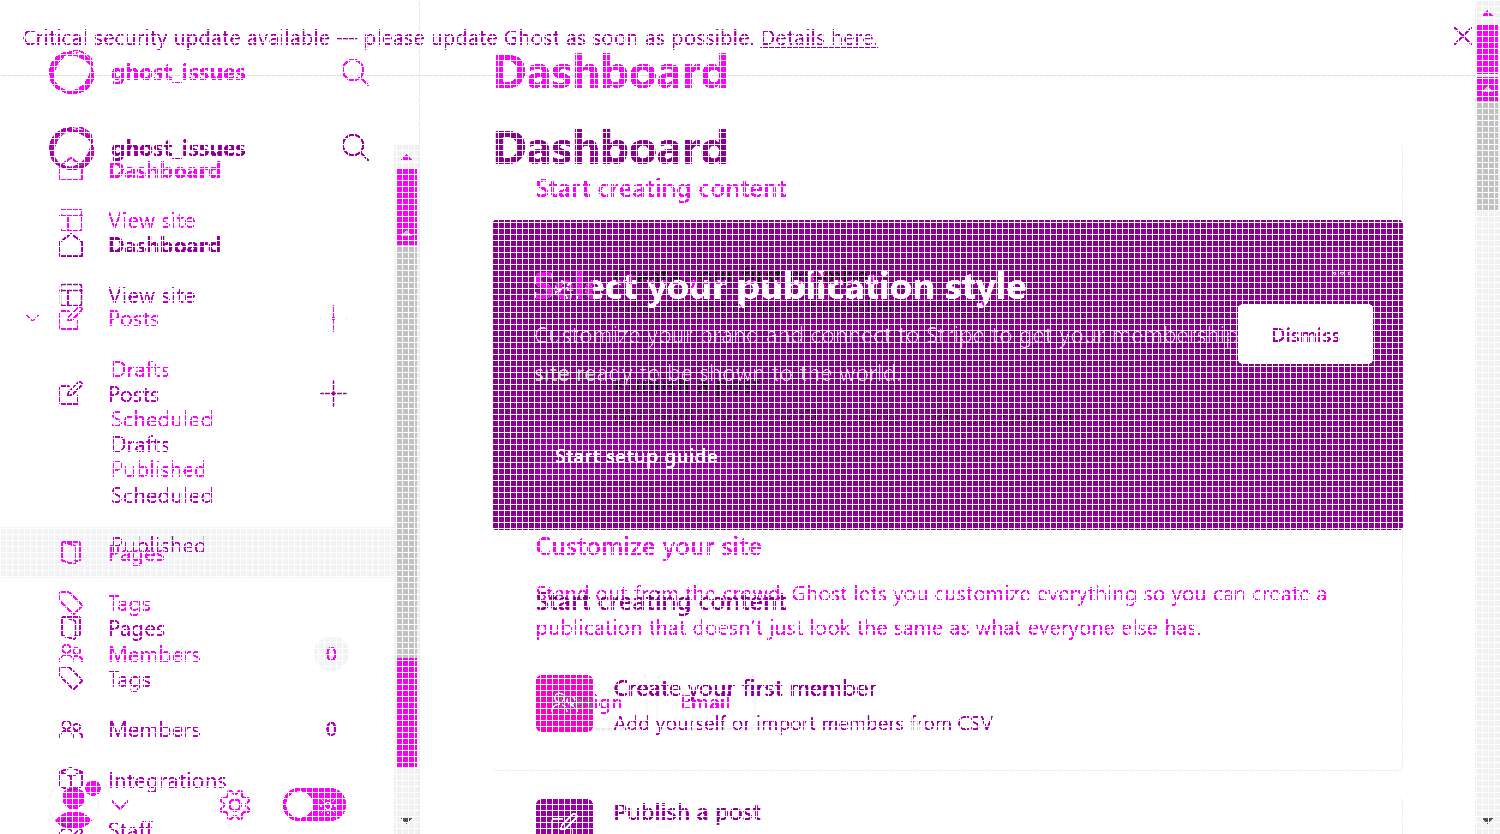 Critical security update available — please update Ghost as soon as possible. Details here.
ghost_issues
Dashboard
ghost_issues
Dashboard
Dashboard
Start creating content
View site
Dashboard
Select your publication style
View site
Posts
Customize your brand and connect to Stripe to get your membership
Dismiss
Drafts
site ready to be shown to the world.
Posts
Scheduled
Drafts
Start setup guide
Published
Scheduled
Published
Pages
Customize your site
Stand out from the crowd. Ghost lets you customize everything so you can create a
Start creating content
publication that doesn't just look the same as what everyone else has.
Tags
Pages
Members 0
Tags
Create your first member
Email
Add yourself or import members from CSV
Members 0
Integrations
Publish a post
Staff